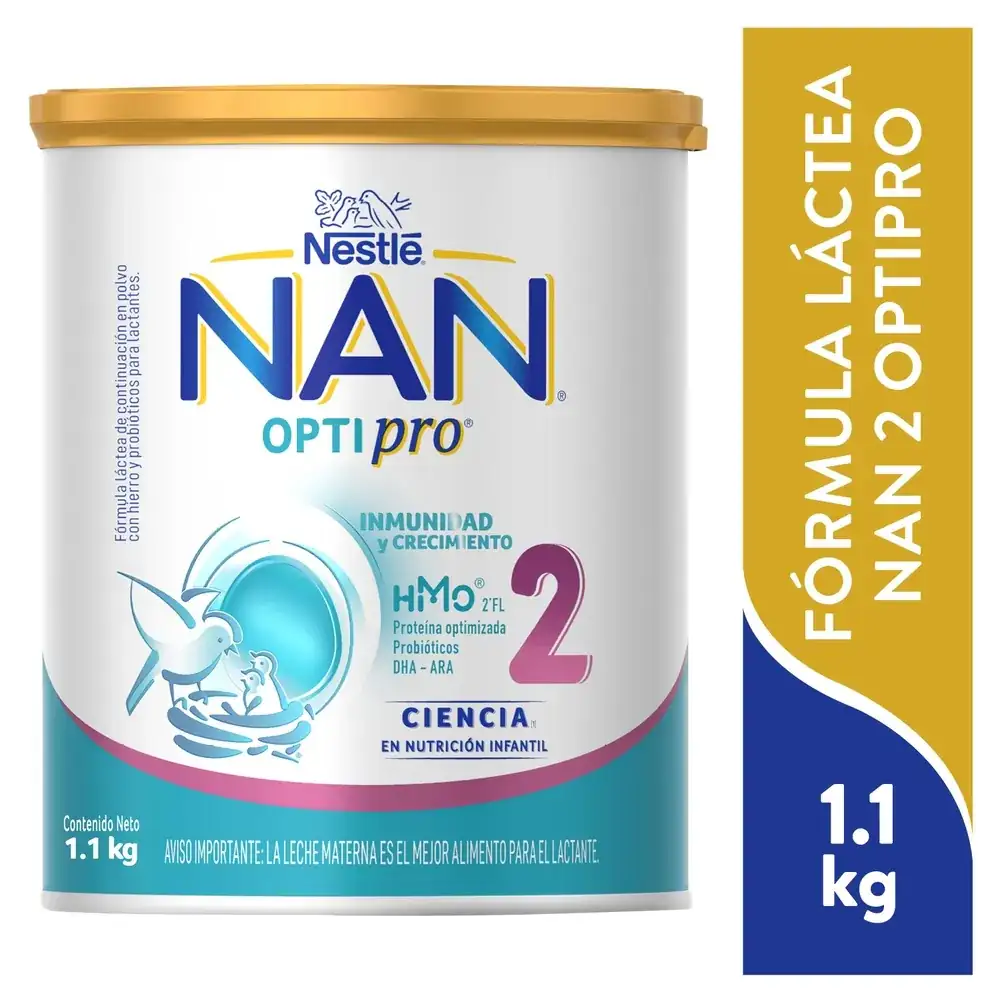 Nestlé
NAN®
OPTIpro®
Fórmula láctea de continuación en polvo
con hierro y probióticos para lactantes.
INMUNIDAD
y CRECIMIENTO
HMO® 2'FL
2
Proteína optimizada
Probióticos
DHA - ARA
CIENCIA
EN NUTRICIÓN INFANTIL
Contenido Neto
1.1 kg
AVISO IMPORTANTE: LA LECHE MATERNA ES EL MEJOR ALIMENTO PARA EL LACTANTE.
FÓRMULA LÁCTEA
NAN 2 OPTIPRO
1.1
kg